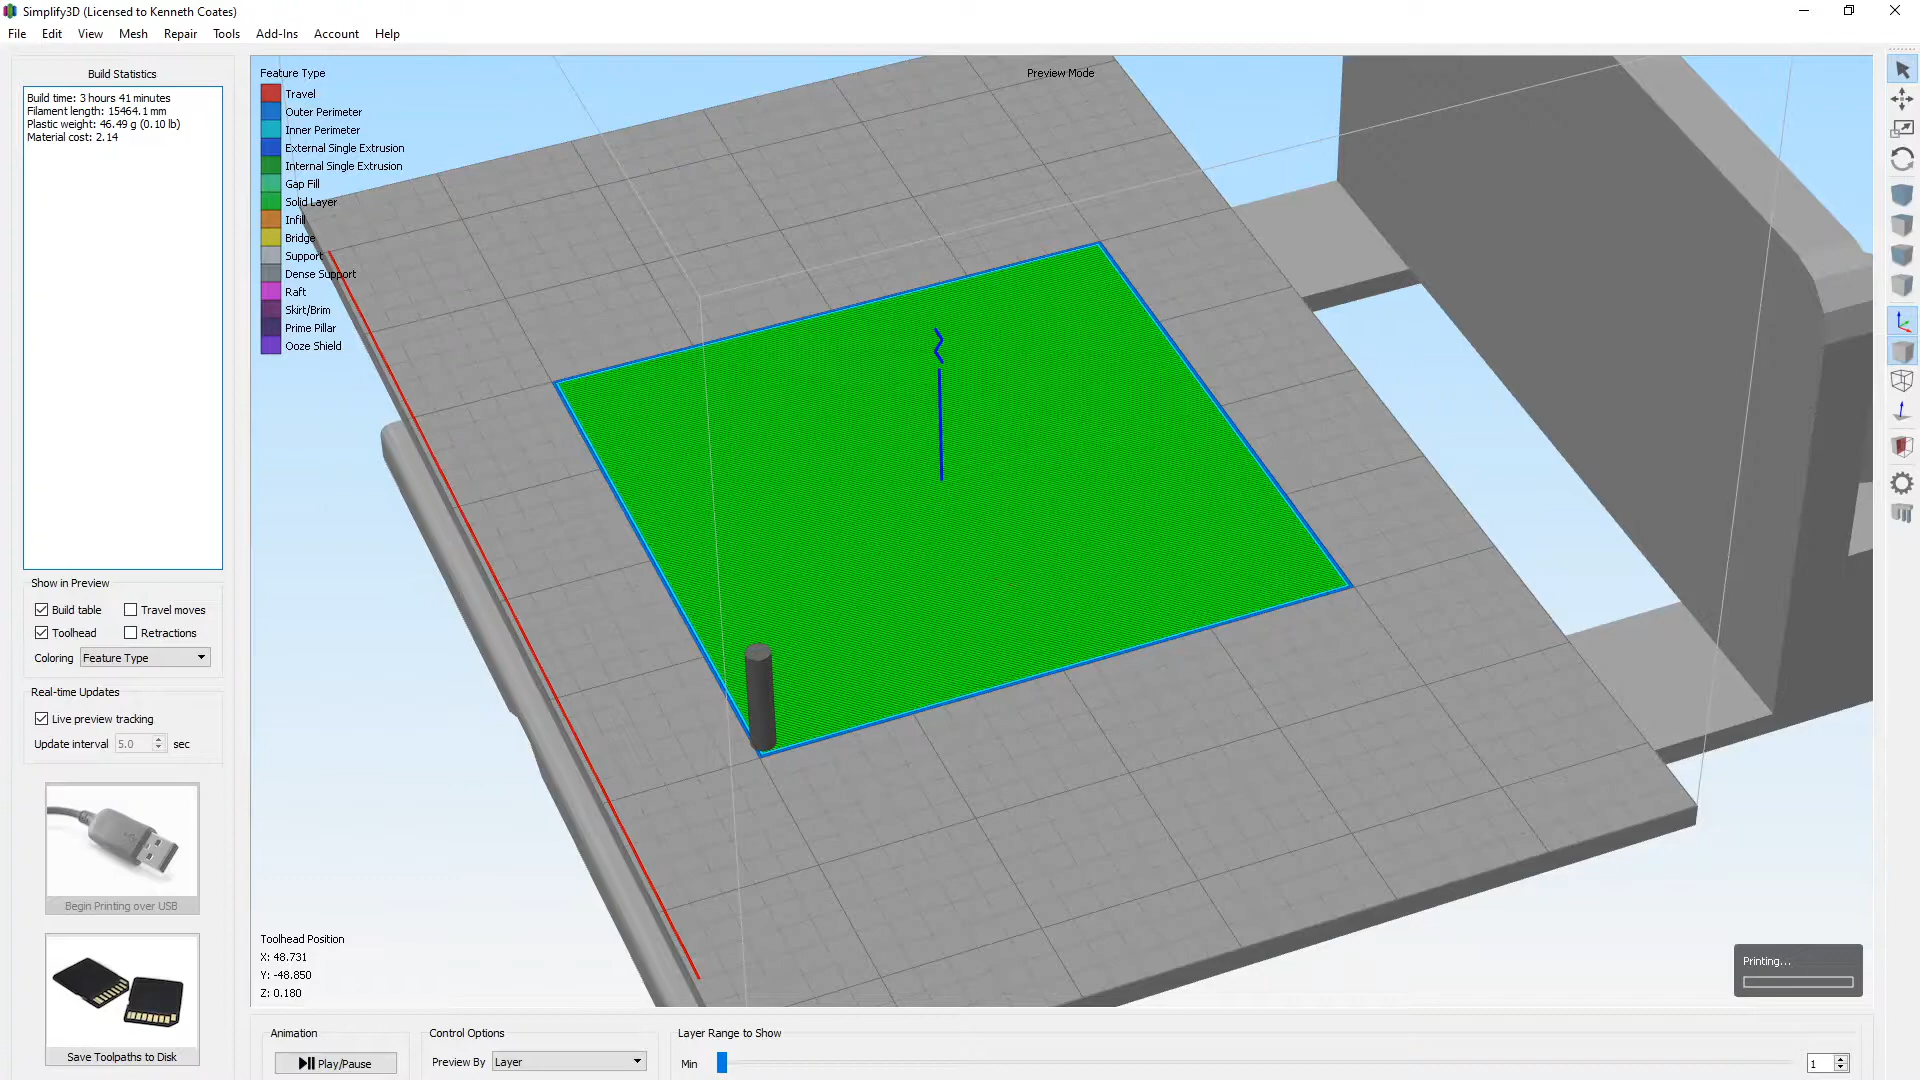 Simplify3D (Licensed to Kenneth Coates)
File Edit View Mesh Repair Tools Add-Ins Account Help
Build Statistics
Build time: 3 hours 41 minutes
Filament length: 15464.1 mm
Plastic weight: 46.49 g (0.10 lb)
Material cost: 2.14
Show in Preview
Build table Travel moves
Toolhead Retractions
Coloring Feature Type
Real-time Updates
Live preview tracking
Update interval 5.0 sec
Begin Printing over USB
Save Toolpaths to Disk
Feature Type
Travel
Outer Perimeter
Inner Perimeter
External Single Extrusion
Internal Single Extrusion
Gap Fill
Solid Layer
Infill
Bridge
Support
Dense Support
Raft
Skirt/Brim
Prime Pillar
Ooze Shield
Preview Mode
Toolhead Position
X: 48.731
Y: -48.850
Z: 0.180
Printing...
Animation
Play/Pause
Control Options
Preview By Layer
Layer Range to Show
Min 1